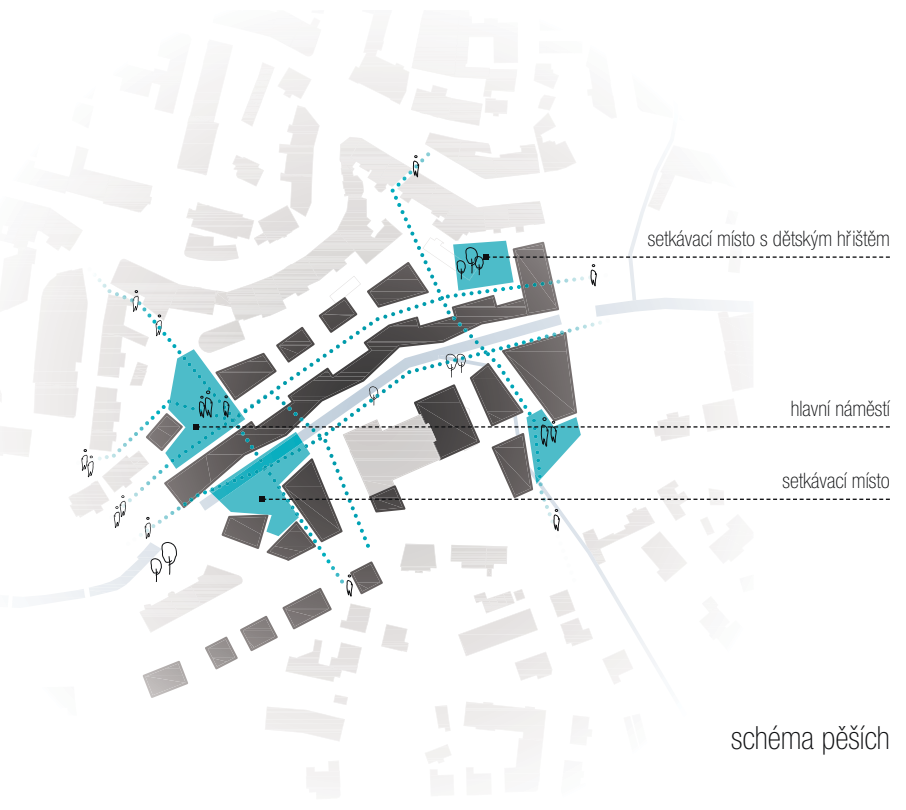 setkávací místo s dětským hřištěm
hlavní náměstí
setkávací místo
schéma pěších